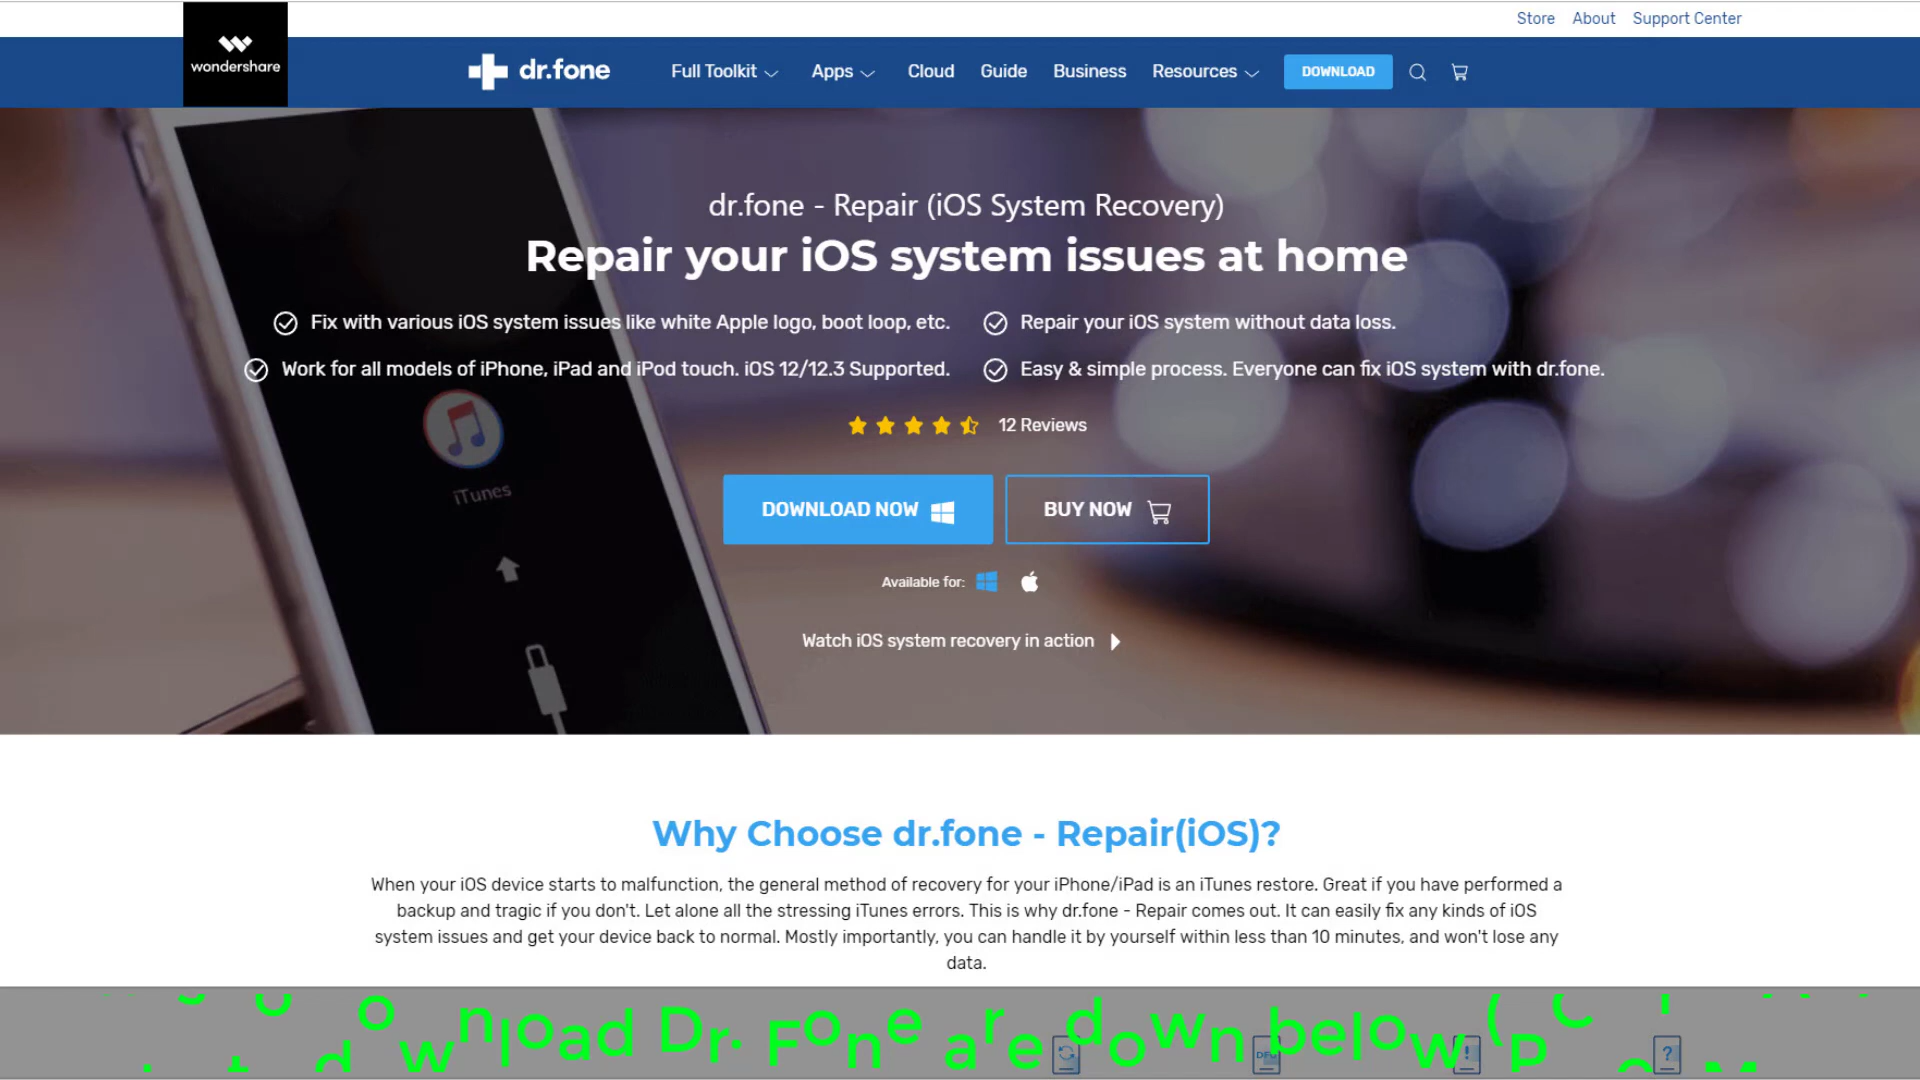 Store About Support Center
wondershare
dr.fone Full Toolkit Apps Cloud Guide Business Resources DOWNLOAD
dr.fone - Repair (iOS System Recovery)
Repair your iOS system issues at home
Fix with various iOS system issues like white Apple logo, boot loop, etc. Repair your iOS system without data loss.
Work for all models of iPhone, iPad and iPod touch. iOS 12/12.3 Supported. Easy & simple process. Everyone can fix iOS system with dr.fone.
iTunes
12 Reviews
DOWNLOAD NOW BUY NOW
Available for:
Watch iOS system recovery in action
Why Choose dr.fone - Repair(iOS)?
When your iOS device starts to malfunction, the general method of recovery for your iPhone/iPad is an iTunes restore. Great if you have performed a
backup and tragic if you don't. Let alone all the stressing iTunes errors. This is why dr.fone - Repair comes out. It can easily fix any kinds of iOS
system issues and get your device back to normal. Mostly importantly, you can handle it by yourself within less than 10 minutes, and won't lose any
data.
download Dr. Fone are down below
DFU